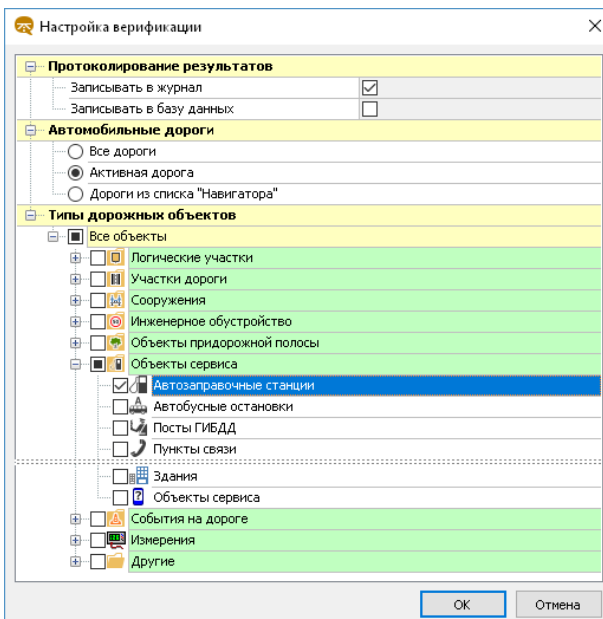 Настройка верификации
Протоколирование результатов
Записывать в журнал
Записывать в базу данных
Автомобильные дороги
Все дороги
Активная дорога
Дороги из списка "Навигатора"
Типы дорожных объектов
Все объекты
Логические участки
Участки дороги
Сооружения
Инженерное обустройство
Объекты придорожной полосы
Объекты сервиса
Автозаправочные станции
Автобусные остановки
Посты ГИБДД
Пункты связи
Здания
Объекты сервиса
События на дороге
Измерения
Другие
ОК
Отмена